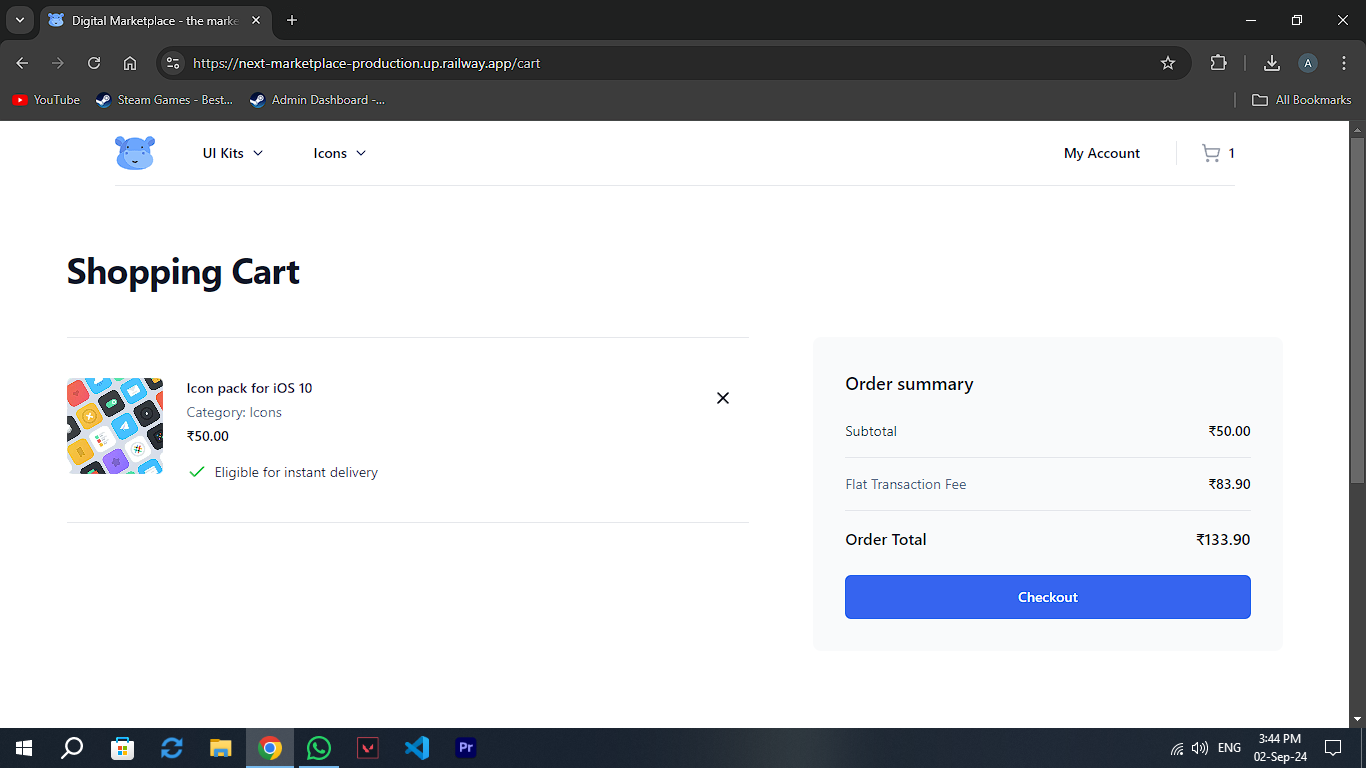 Digital Marketplace - the marke
https://next-marketplace-production.up.railway.app/cart
A
YouTube
Steam Games - Best...
Admin Dashboard -...
All Bookmarks
UI Kits
Icons
My Account
1
Shopping Cart
Icon pack for iOS 10
Category: Icons
₹50.00
Eligible for instant delivery
Order summary
Subtotal ₹50.00
Flat Transaction Fee ₹83.90
Order Total ₹133.90
Checkout
Pr
ENG
3:44 PM
02-Sep-24